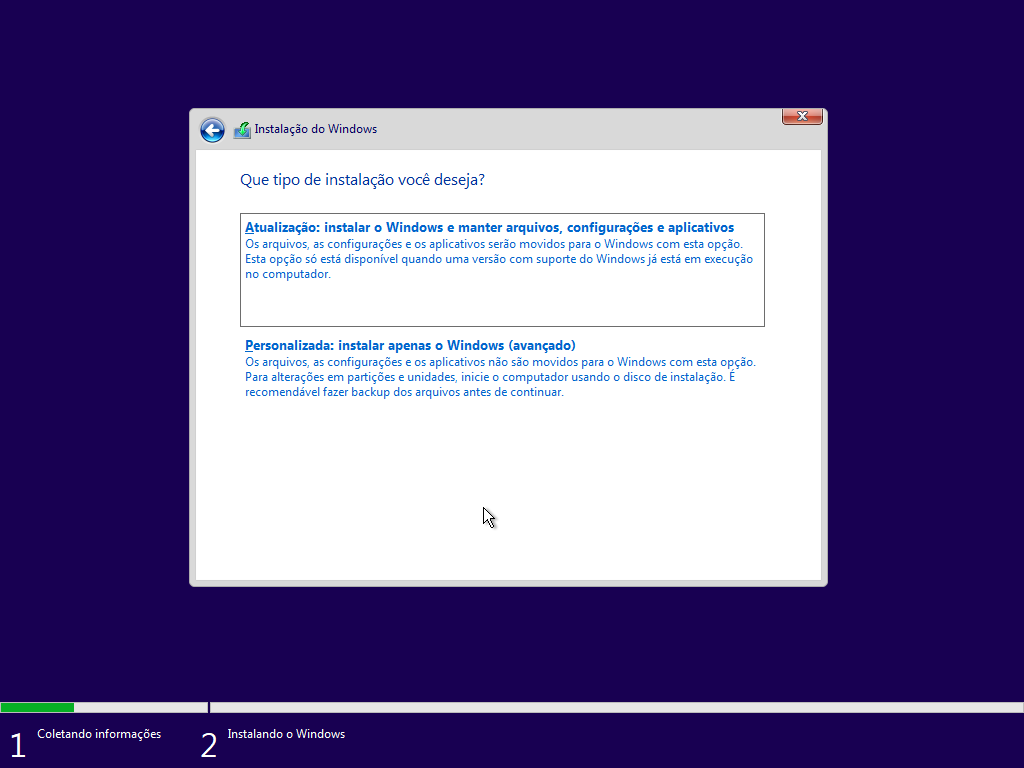 Instalação do Windows
Que tipo de instalação você deseja?
Atualização: instalar o Windows e manter arquivos, configurações e aplicativos
Os arquivos, as configurações e os aplicativos serão movidos para o Windows com esta opção.
Esta opção só está disponível quando uma versão com suporte do Windows já está em execução
no computador.
Personalizada: instalar apenas o Windows (avançado)
Os arquivos, as configurações e os aplicativos não são movidos para o Windows com esta opção.
Para alterações em partições e unidades, inicie o computador usando o disco de instalação. É
recomendável fazer backup dos arquivos antes de continuar.
1 Coletando informações
2 Instalando o Windows